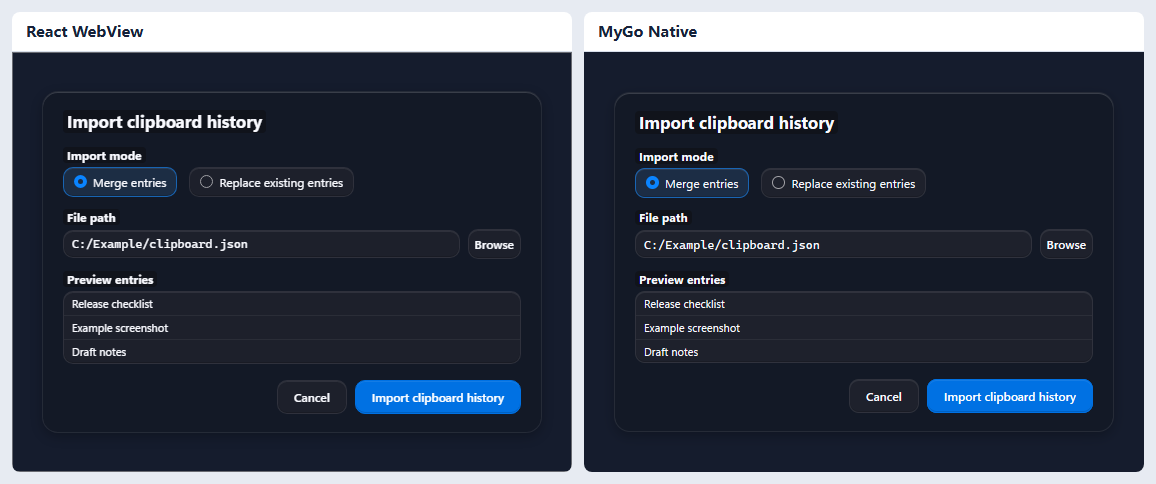 React WebView
Import clipboard history
Import mode
Merge entries
Replace existing entries
File path
C:/Example/clipboard.json
Browse
Preview entries
Release checklist
Example screenshot
Draft notes
Cancel
Import clipboard history
MyGo Native
Import clipboard history
Import mode
Merge entries
Replace existing entries
File path
C:/Example/clipboard.json
Browse
Preview entries
Release checklist
Example screenshot
Draft notes
Cancel
Import clipboard history